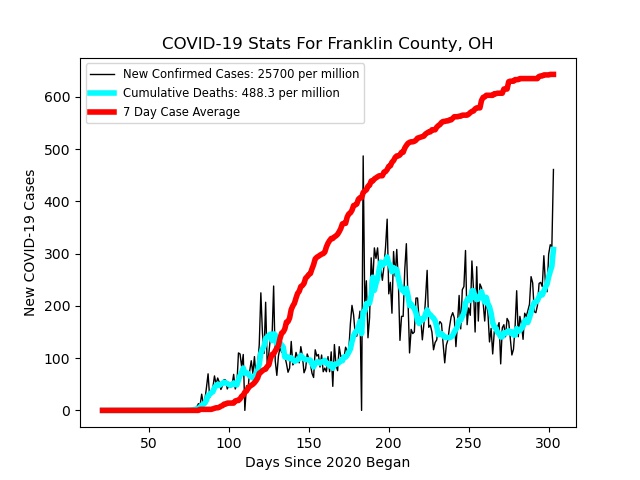 COVID-19 Stats For Franklin County, OH
New Confirmed Cases: 25700 per million
Cumulative Deaths: 488.3 per million
7 Day Case Average
600
500
400
300
200
100
0
New COVID-19 Cases
50 100 150 200 250 300
Days Since 2020 Began